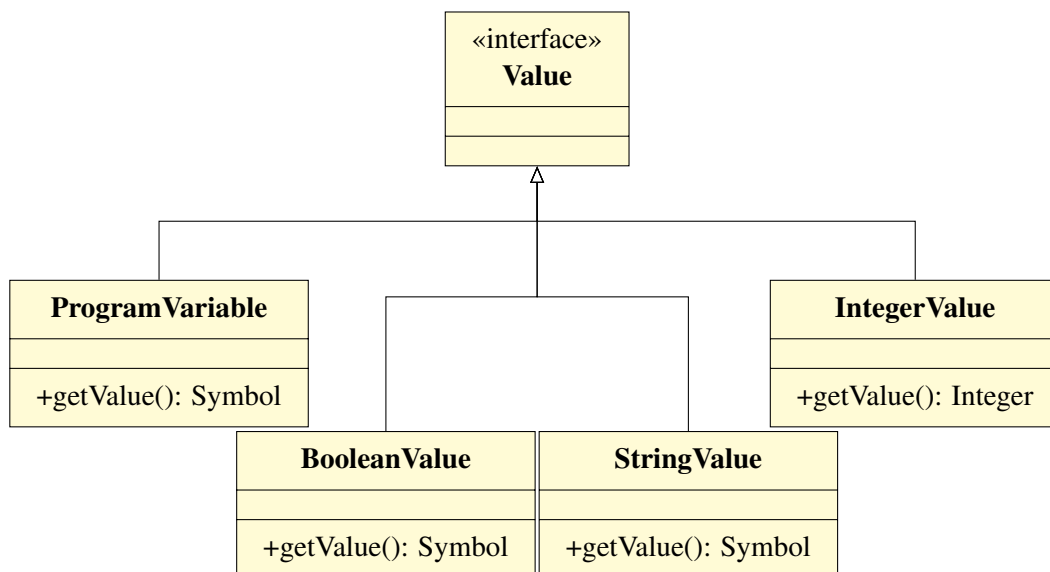 «interface»
Value
ProgramVariable
+getValue(): Symbol
IntegerValue
+getValue(): Integer
BooleanValue
+getValue(): Symbol
StringValue
+getValue(): Symbol